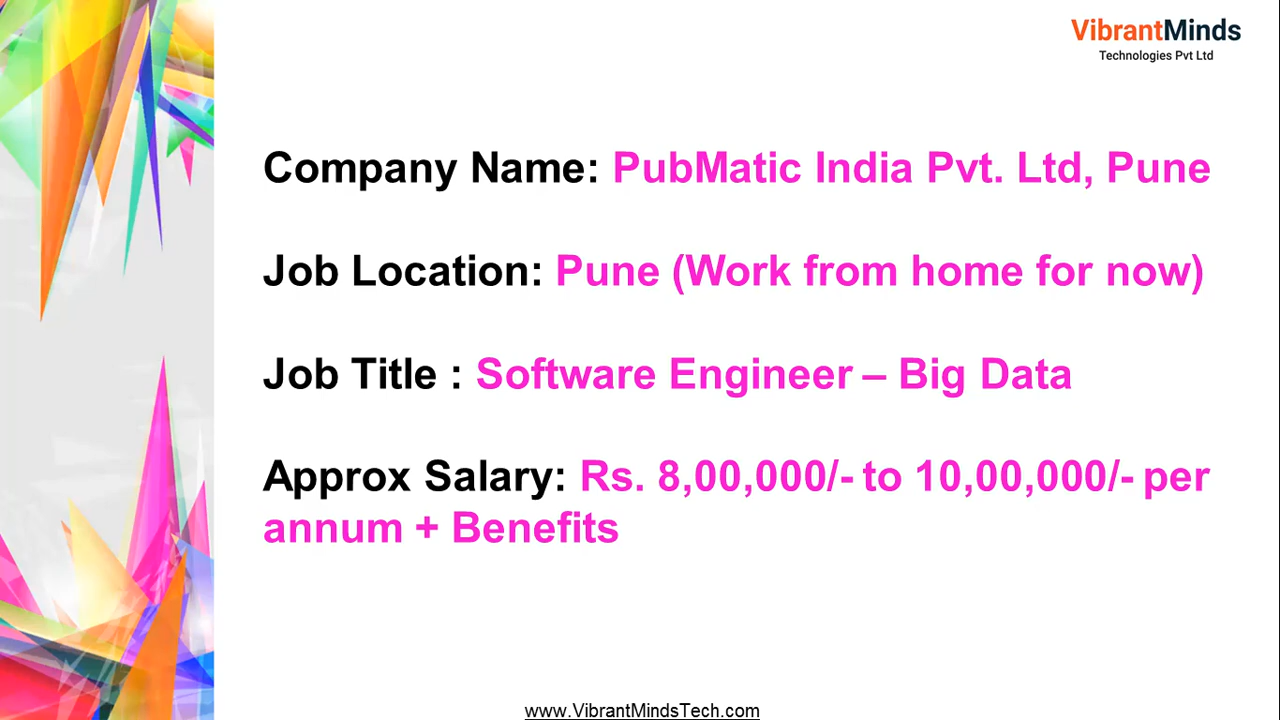 VibrantMinds
Technologies Pvt Ltd
Company Name: PubMatic India Pvt. Ltd, Pune
Job Location: Pune (Work from home for now)
Job Title : Software Engineer – Big Data
Approx Salary: Rs. 8,00,000/- to 10,00,000/- per
annum + Benefits
www.VibrantMindsTech.com